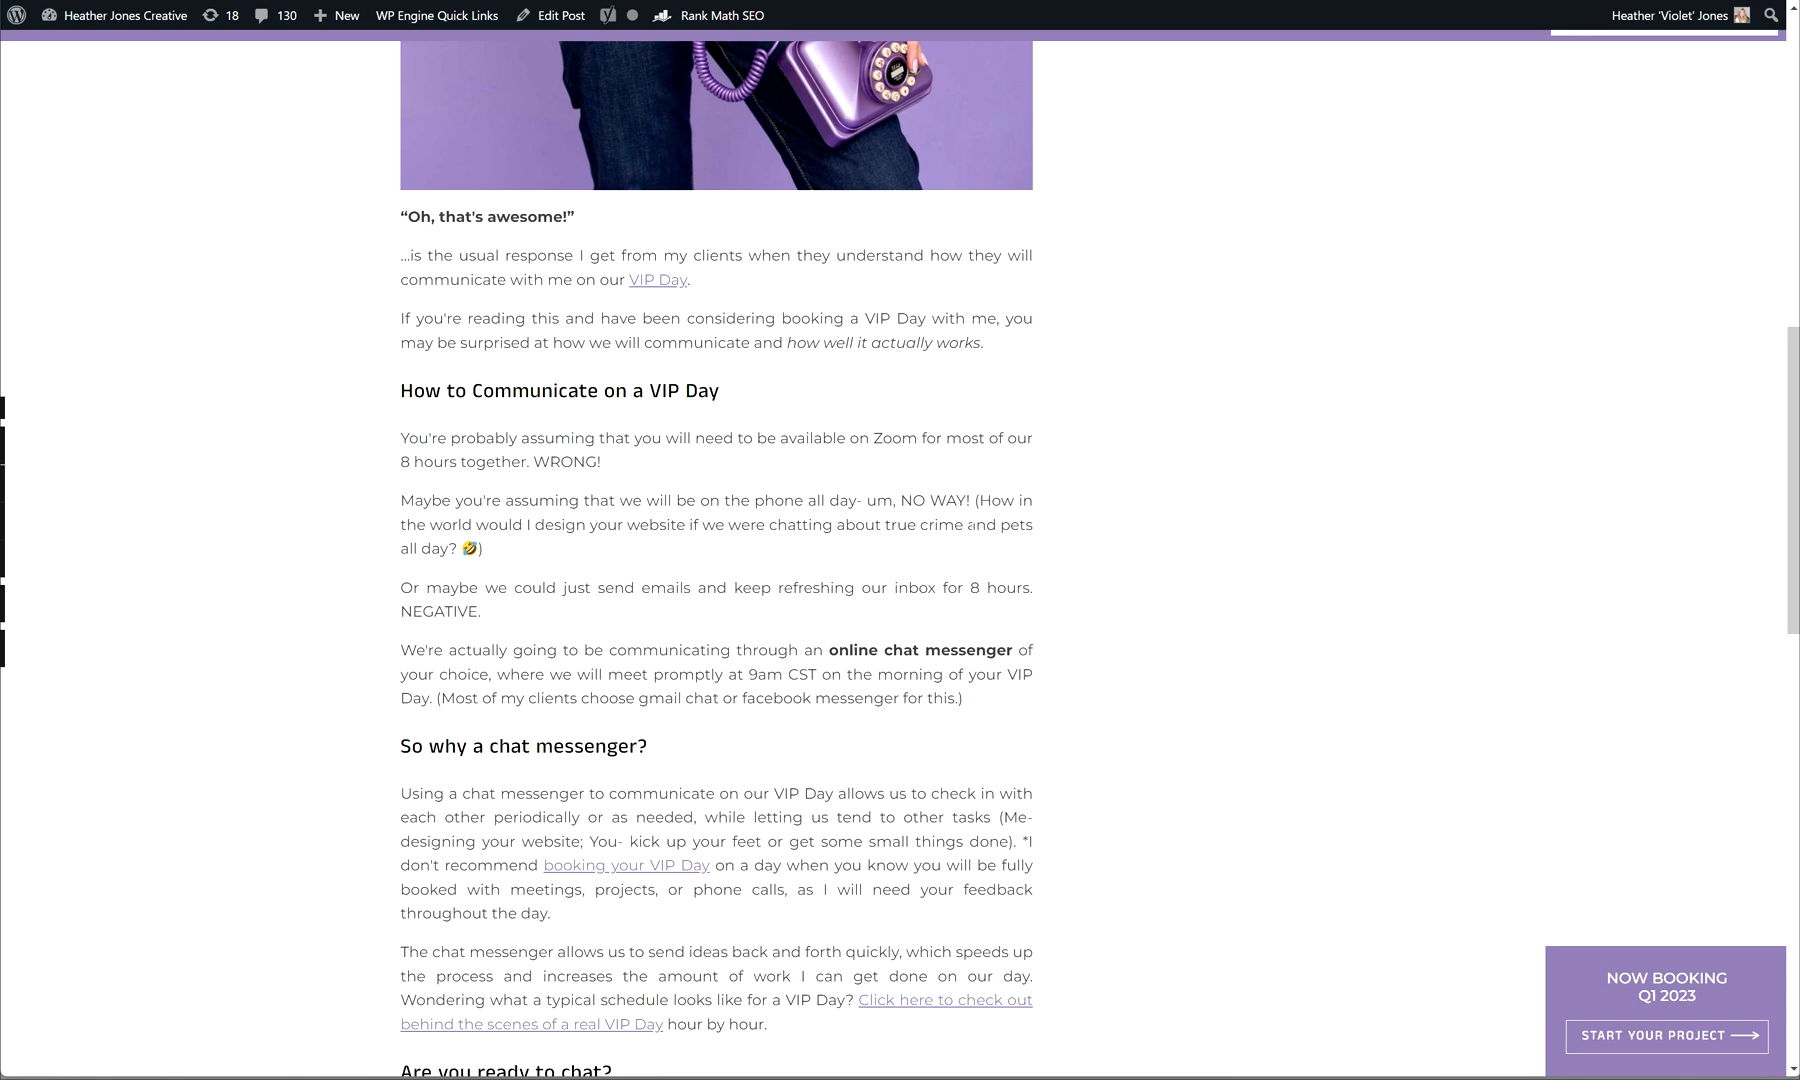 Heather Jones Creative 18 130 New WP Engine Quick Links Edit Post Rank Math SEO Heather 'Violet' Jones
“Oh, that's awesome!”
...is the usual response I get from my clients when they understand how they will
communicate with me on our VIP Day.
If you're reading this and have been considering booking a VIP Day with me, you
may be surprised at how we will communicate and how well it actually works.
How to Communicate on a VIP Day
You're probably assuming that you will need to be available on Zoom for most of our
8 hours together. WRONG!
Maybe you're assuming that we will be on the phone all day- um, NO WAY! (How in
the world would I design your website if we were chatting about true crime and pets
all day? 🤣)
Or maybe we could just send emails and keep refreshing our inbox for 8 hours.
NEGATIVE.
We're actually going to be communicating through an online chat messenger of
your choice, where we will meet promptly at 9am CST on the morning of your VIP
Day. (Most of my clients choose gmail chat or facebook messenger for this.)
So why a chat messenger?
Using a chat messenger to communicate on our VIP Day allows us to check in with
each other periodically or as needed, while letting us tend to other tasks (Me-
designing your website; You- kick up your feet or get some small things done). *I
don't recommend booking your VIP Day on a day when you know you will be fully
booked with meetings, projects, or phone calls, as I will need your feedback
throughout the day.
The chat messenger allows us to send ideas back and forth quickly, which speeds up
the process and increases the amount of work I can get done on our day.
Wondering what a typical schedule looks like for a VIP Day? Click here to check out
behind the scenes of a real VIP Day hour by hour.
Are you ready to chat?
NOW BOOKING
Q1 2023
START YOUR PROJECT